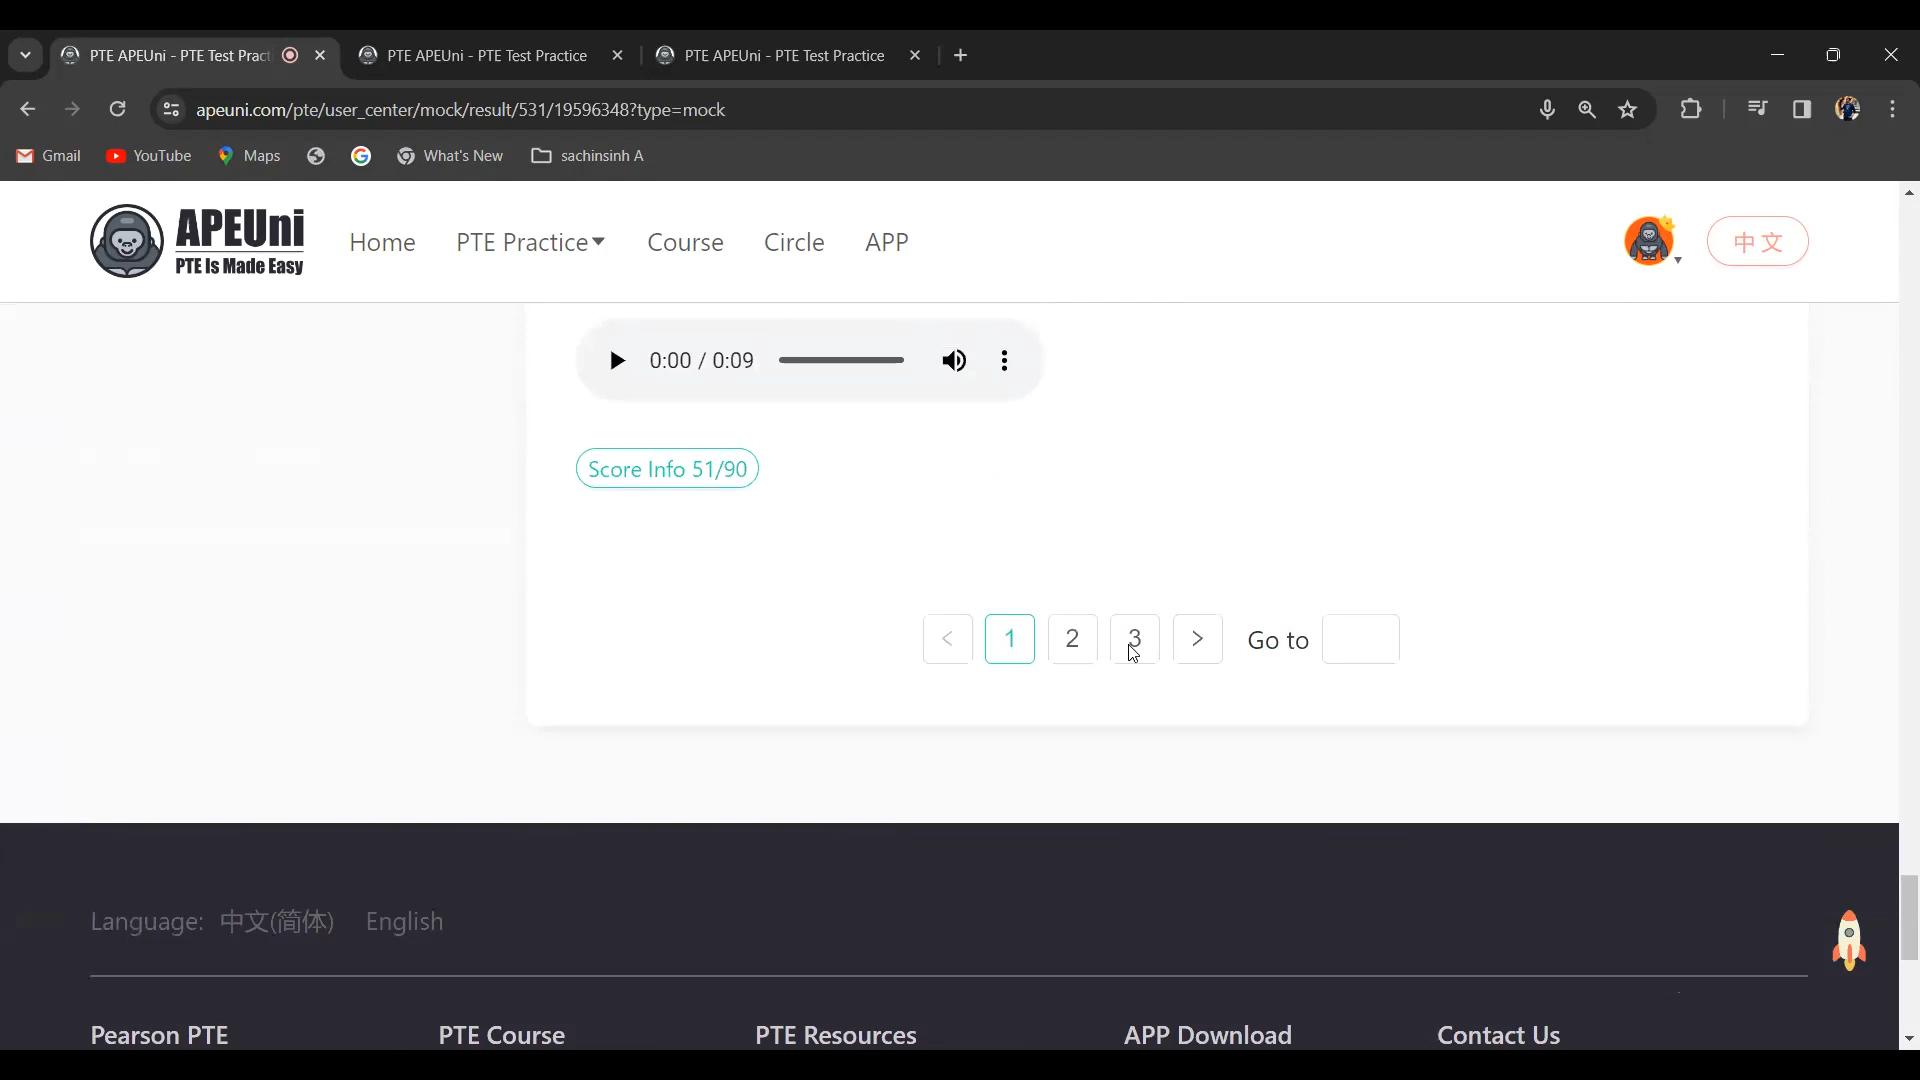 PTE APEUni - PTE Test Pract
PTE APEUni - PTE Test Practice
PTE APEUni - PTE Test Practice
apeuni.com/pte/user_center/mock/result/531/19596348?type=mock
Gmail
YouTube
Maps
What's New
sachinsinh A
APEUni
PTE Is Made Easy
Home
PTE Practice
Course
Circle
APP
中 文
0:00 / 0:09
Score Info 51/90
< 1 2 3 > Go to
Language: 中文(简体) English
Pearson PTE
PTE Course
PTE Resources
APP Download
Contact Us